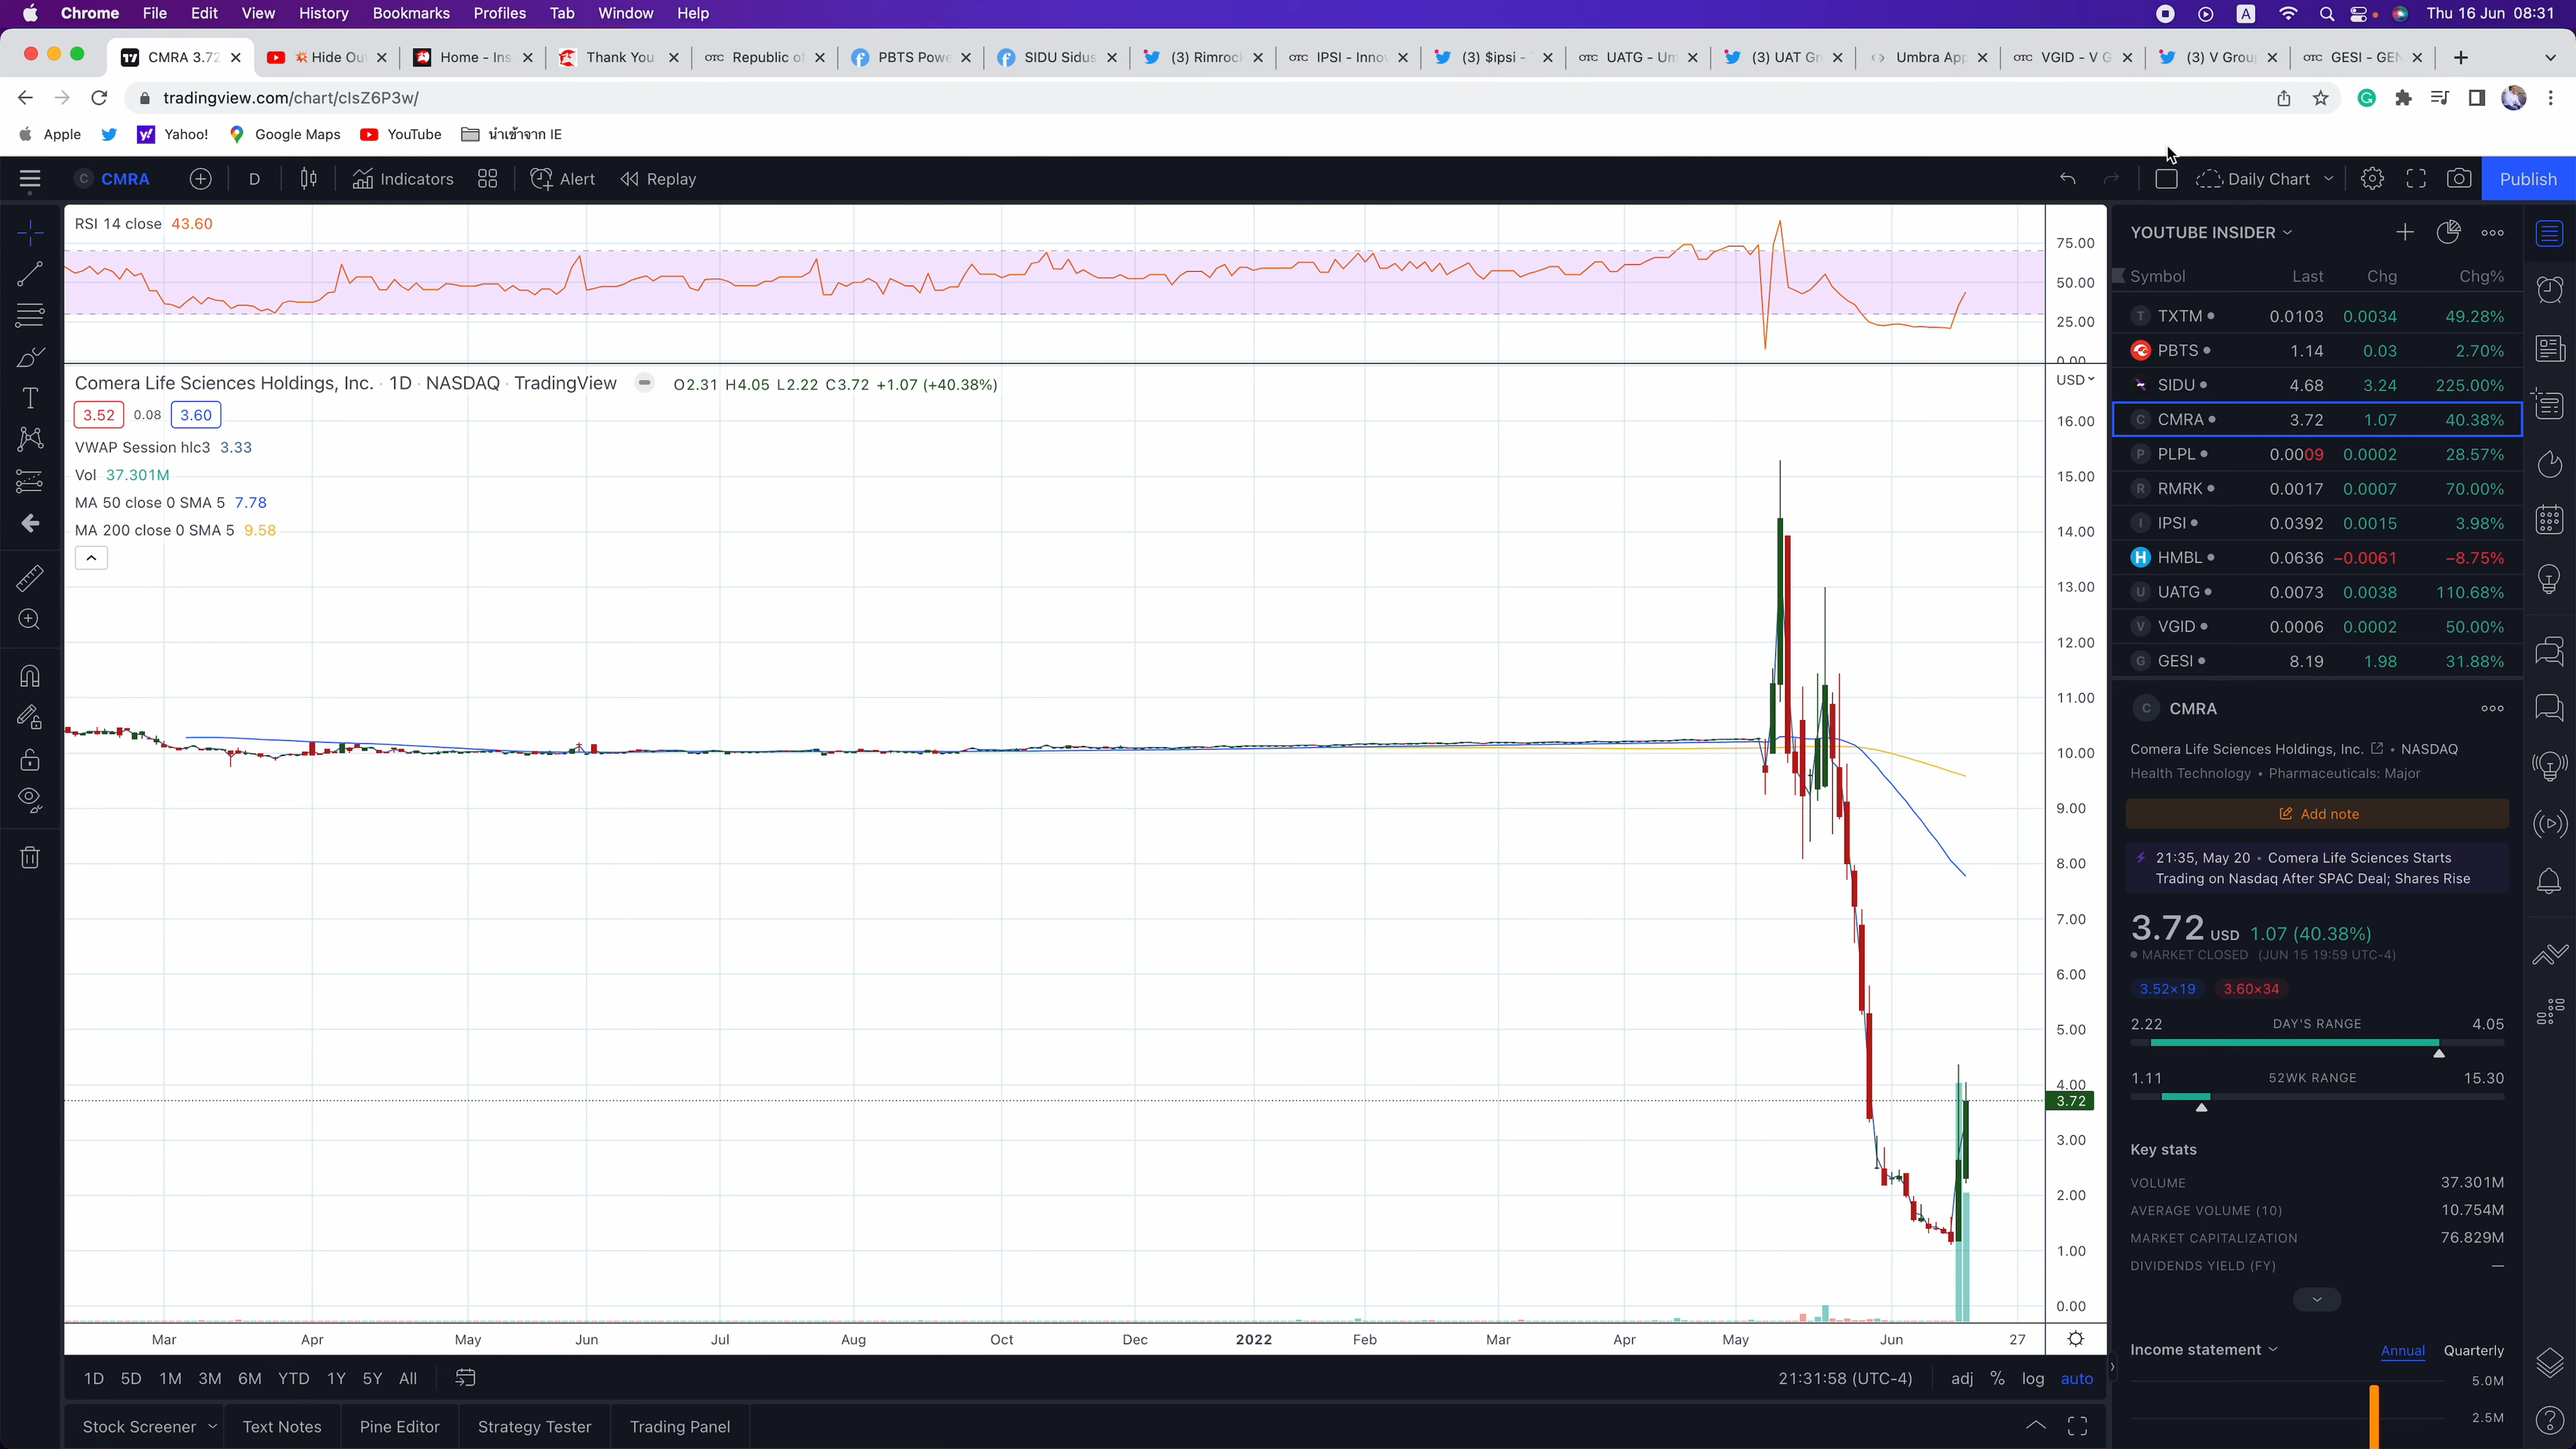 Chrome File Edit View History Bookmarks Profiles Tab Window Help A Thu 16 Jun 08:31
CMRA 3.72 Hide Ou Home - Ins Thank You OTC Republic of PBTS Powe SIDU Sidus (3) Rimroc OTC IPSI - Innov (3) $ipsi - OTC UATG - Um (3) UAT Gr Umbra App OTC VGID - V G (3) V Group OTC GESI - GEN
tradingview.com/chart/cIsZ6P3w/
Apple Yahoo! Google Maps YouTube นำเข้าจาก IE
C CMRA D Indicators Alert Replay Daily Chart Publish
RSI 14 close 43.60
75.00
50.00
25.00
0.00
Comera Life Sciences Holdings, Inc. · 1D · NASDAQ · TradingView O2.31 H4.05 L2.22 C3.72 +1.07 (+40.38%)
USD
3.52 0.08 3.60
VWAP Session hlc3 3.33
Vol 37.301M
MA 50 close 0 SMA 5 7.78
MA 200 close 0 SMA 5 9.58
16.00
15.00
14.00
13.00
12.00
11.00
10.00
9.00
8.00
7.00
6.00
5.00
4.00
3.72
3.00
2.00
1.00
0.00
Mar Apr May Jun Jul Aug Oct Dec 2022 Feb Mar Apr May Jun 27
1D 5D 1M 3M 6M YTD 1Y 5Y All 21:31:58 (UTC-4) adj % log auto
Stock Screener Text Notes Pine Editor Strategy Tester Trading Panel
YOUTUBE INSIDER
Symbol Last Chg Chg%
T TXTM 0.0103 0.0034 49.28%
PBTS 1.14 0.03 2.70%
SIDU 4.68 3.24 225.00%
C CMRA 3.72 1.07 40.38%
P PLPL 0.0009 0.0002 28.57%
R RMRK 0.0017 0.0007 70.00%
I IPSI 0.0392 0.0015 3.98%
H HMBL 0.0636 −0.0061 −8.75%
U UATG 0.0073 0.0038 110.68%
V VGID 0.0006 0.0002 50.00%
G GESI 8.19 1.98 31.88%
C CMRA
Comera Life Sciences Holdings, Inc. • NASDAQ
Health Technology • Pharmaceuticals: Major
Add note
21:35, May 20 • Comera Life Sciences Starts
Trading on Nasdaq After SPAC Deal; Shares Rise
3.72 USD 1.07 (40.38%)
MARKET CLOSED (JUN 15 19:59 UTC-4)
3.52×19 3.60×34
2.22 DAY'S RANGE 4.05
1.11 52WK RANGE 15.30
Key stats
VOLUME 37.301M
AVERAGE VOLUME (10) 10.754M
MARKET CAPITALIZATION 76.829M
DIVIDENDS YIELD (FY) —
Income statement Annual Quarterly
5.0M
2.5M